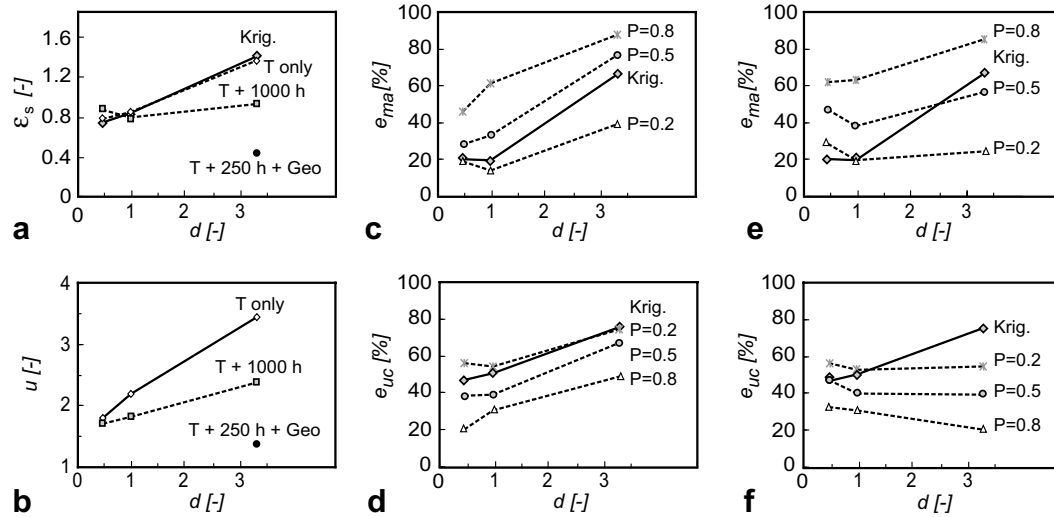 1.6
1.2
0.8
0.4
0
εs [-]
Krig.
T only
T + 1000 h
T + 250 h + Geo
0 1 2 3
d [-]
a
100
80
60
40
20
0
ema [%]
P=0.8
P=0.5
Krig.
P=0.2
0 1 2 3
d [-]
c
100
80
60
40
20
0
ema [%]
P=0.8
Krig.
P=0.5
P=0.2
0 1 2 3
d [-]
e
4
3
2
1
u [-]
T only
T + 1000 h
T + 250 h + Geo
0 1 2 3
d [-]
b
100
80
60
40
20
0
euc [%]
Krig.
P=0.2
P=0.5
P=0.8
0 1 2 3
d [-]
d
100
80
60
40
20
0
euc [%]
Krig.
P=0.2
P=0.5
P=0.8
0 1 2 3
d [-]
f